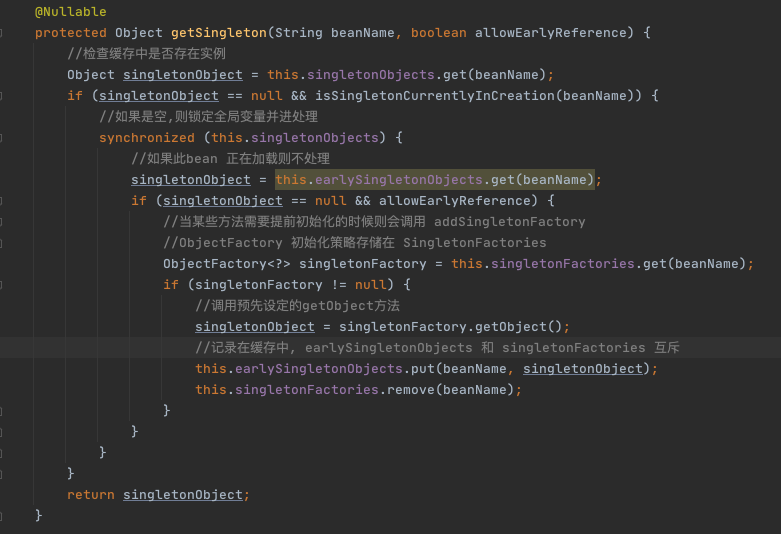 @Nullable
protected Object getSingleton(String beanName, boolean allowEarlyReference) {
//检查缓存中是否存在实例
Object singletonObject = this.singletonObjects.get(beanName);
if (singletonObject == null && isSingletonCurrentlyInCreation(beanName)) {
//如果是空,则锁定全局变量并进处理
synchronized (this.singletonObjects) {
//如果此bean 正在加载则不处理
singletonObject = this.earlySingletonObjects.get(beanName);
if (singletonObject == null && allowEarlyReference) {
//当某些方法需要提前初始化的时候则会调用 addSingletonFactory
//ObjectFactory 初始化策略存储在 SingletonFactories
ObjectFactory<?> singletonFactory = this.singletonFactories.get(beanName);
if (singletonFactory != null) {
//调用预先设定的getObject方法
singletonObject = singletonFactory.getObject();
//记录在缓存中, earlySingletonObjects 和 singletonFactories 互斥
this.earlySingletonObjects.put(beanName, singletonObject);
this.singletonFactories.remove(beanName);
}
}
}
}
return singletonObject;
}